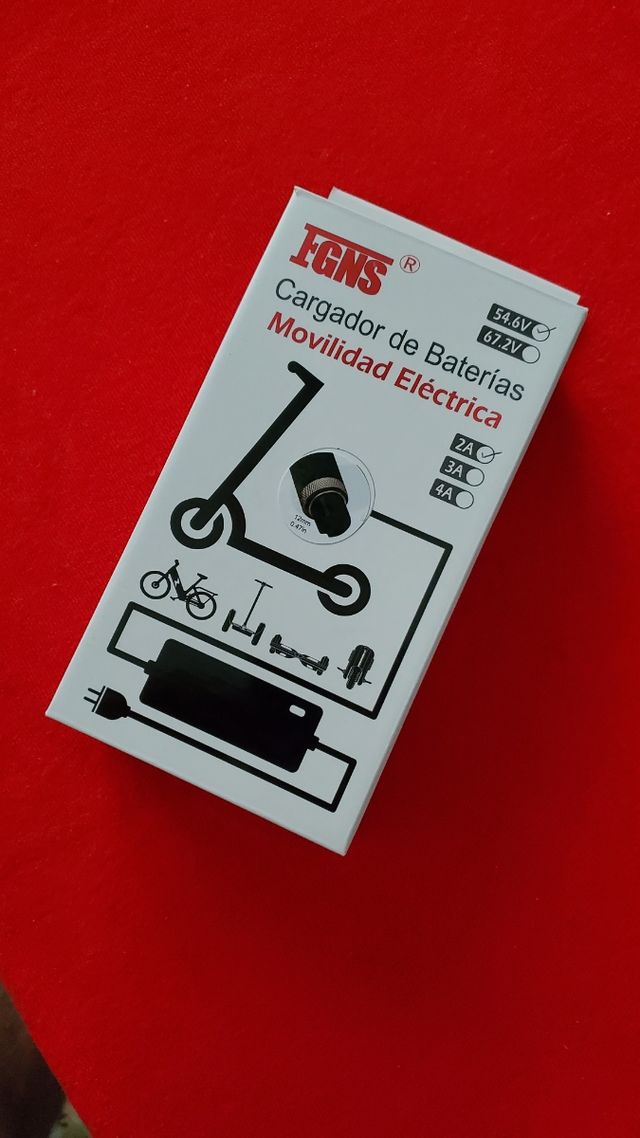 FGNS ®
Cargador de Baterías
Movilidad Eléctrica
54.6V
67.2V
2A
3A
4A
12mm
0.47in